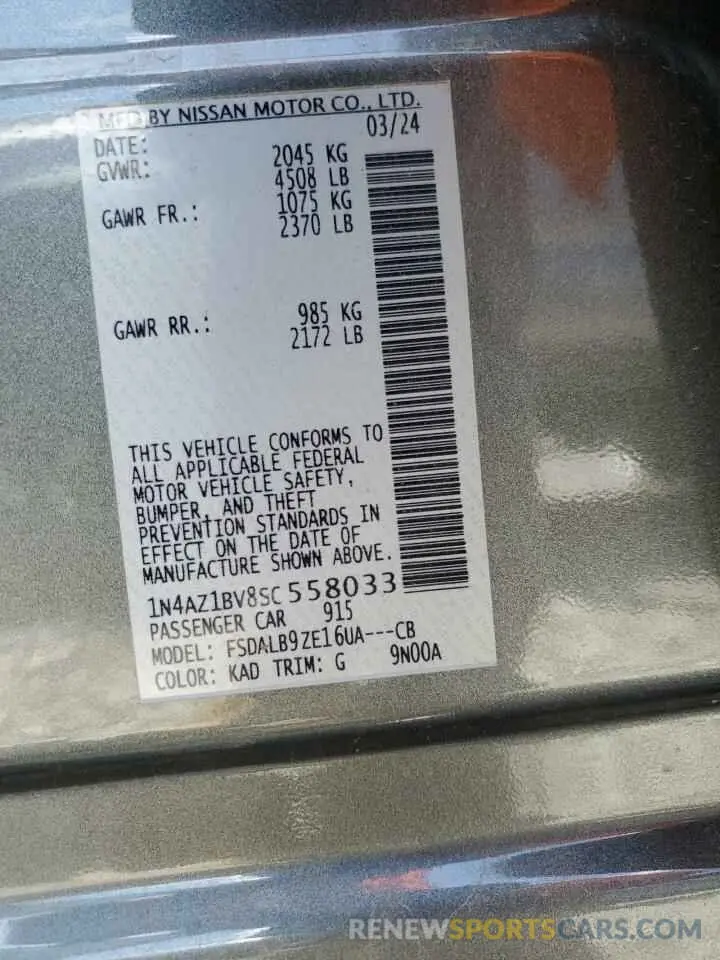 MFD BY NISSAN MOTOR CO., LTD.
DATE: 03/24
GVWR: 2045 KG
4508 LB
GAWR FR.: 1075 KG
2370 LB
GAWR RR.: 985 KG
2172 LB
THIS VEHICLE CONFORMS TO
ALL APPLICABLE FEDERAL
MOTOR VEHICLE SAFETY,
BUMPER, AND THEFT
PREVENTION STANDARDS IN
EFFECT ON THE DATE OF
MANUFACTURE SHOWN ABOVE.
1N4AZ1BV8SC558033
PASSENGER CAR 915
MODEL: FSDALB9ZE16UA---CB
COLOR: KAD TRIM: G 9N00A
RENEWSPORTSCARS.COM